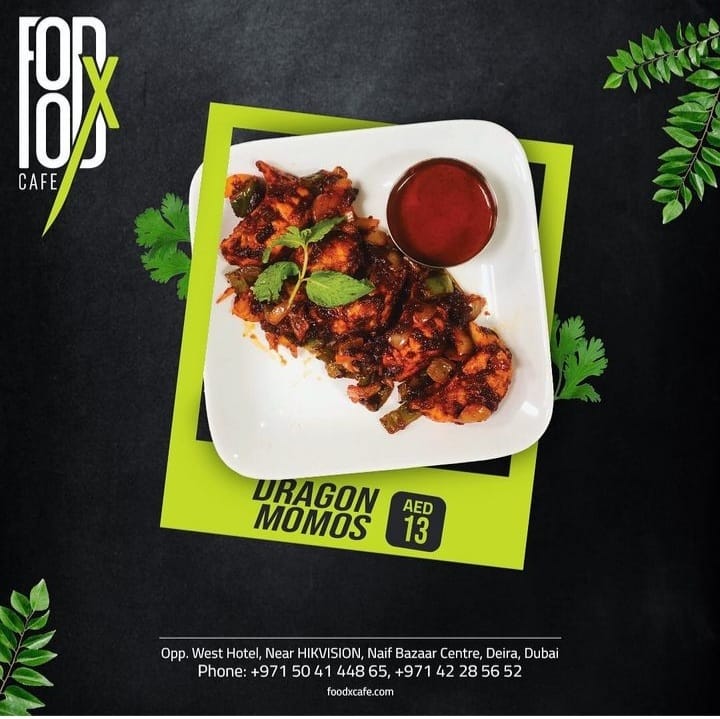 FOOD X
CAFE
DRAGON
MOMOS
AED
13
Opp. West Hotel, Near HIKVISION, Naif Bazaar Centre, Deira, Dubai
Phone: +971 50 41 448 65, +971 42 28 56 52
foodxcafe.com